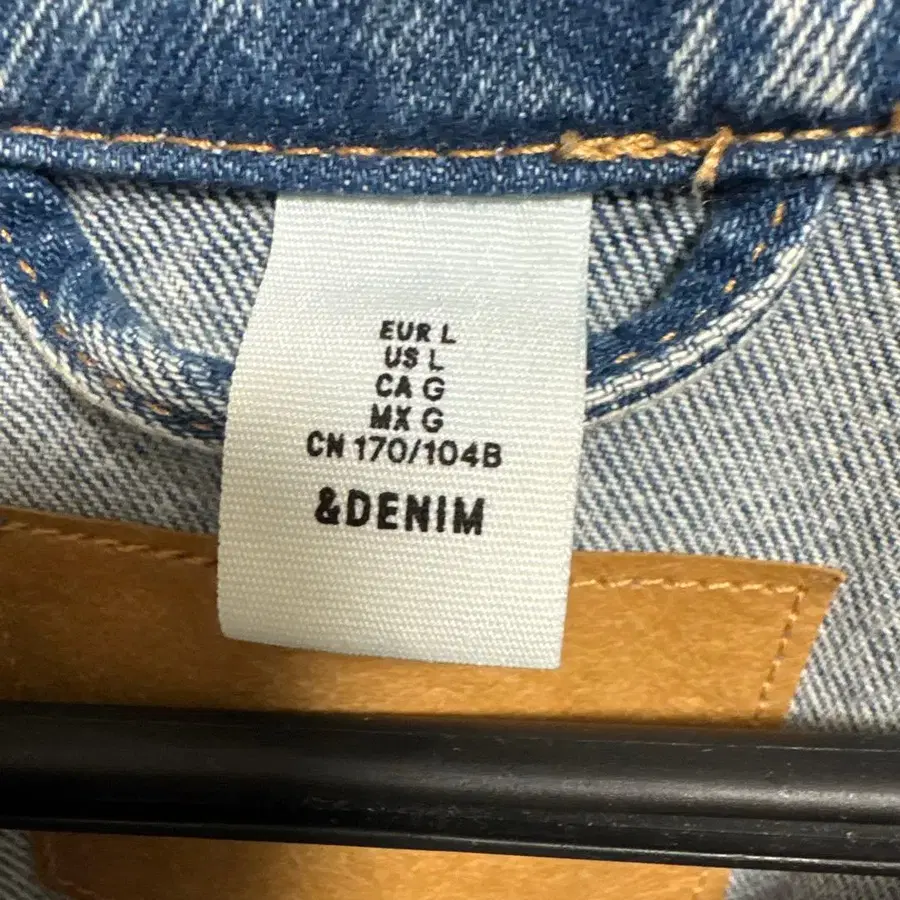 EUR L
US L
CA G
MX G
CN 170/104B
&DENIM